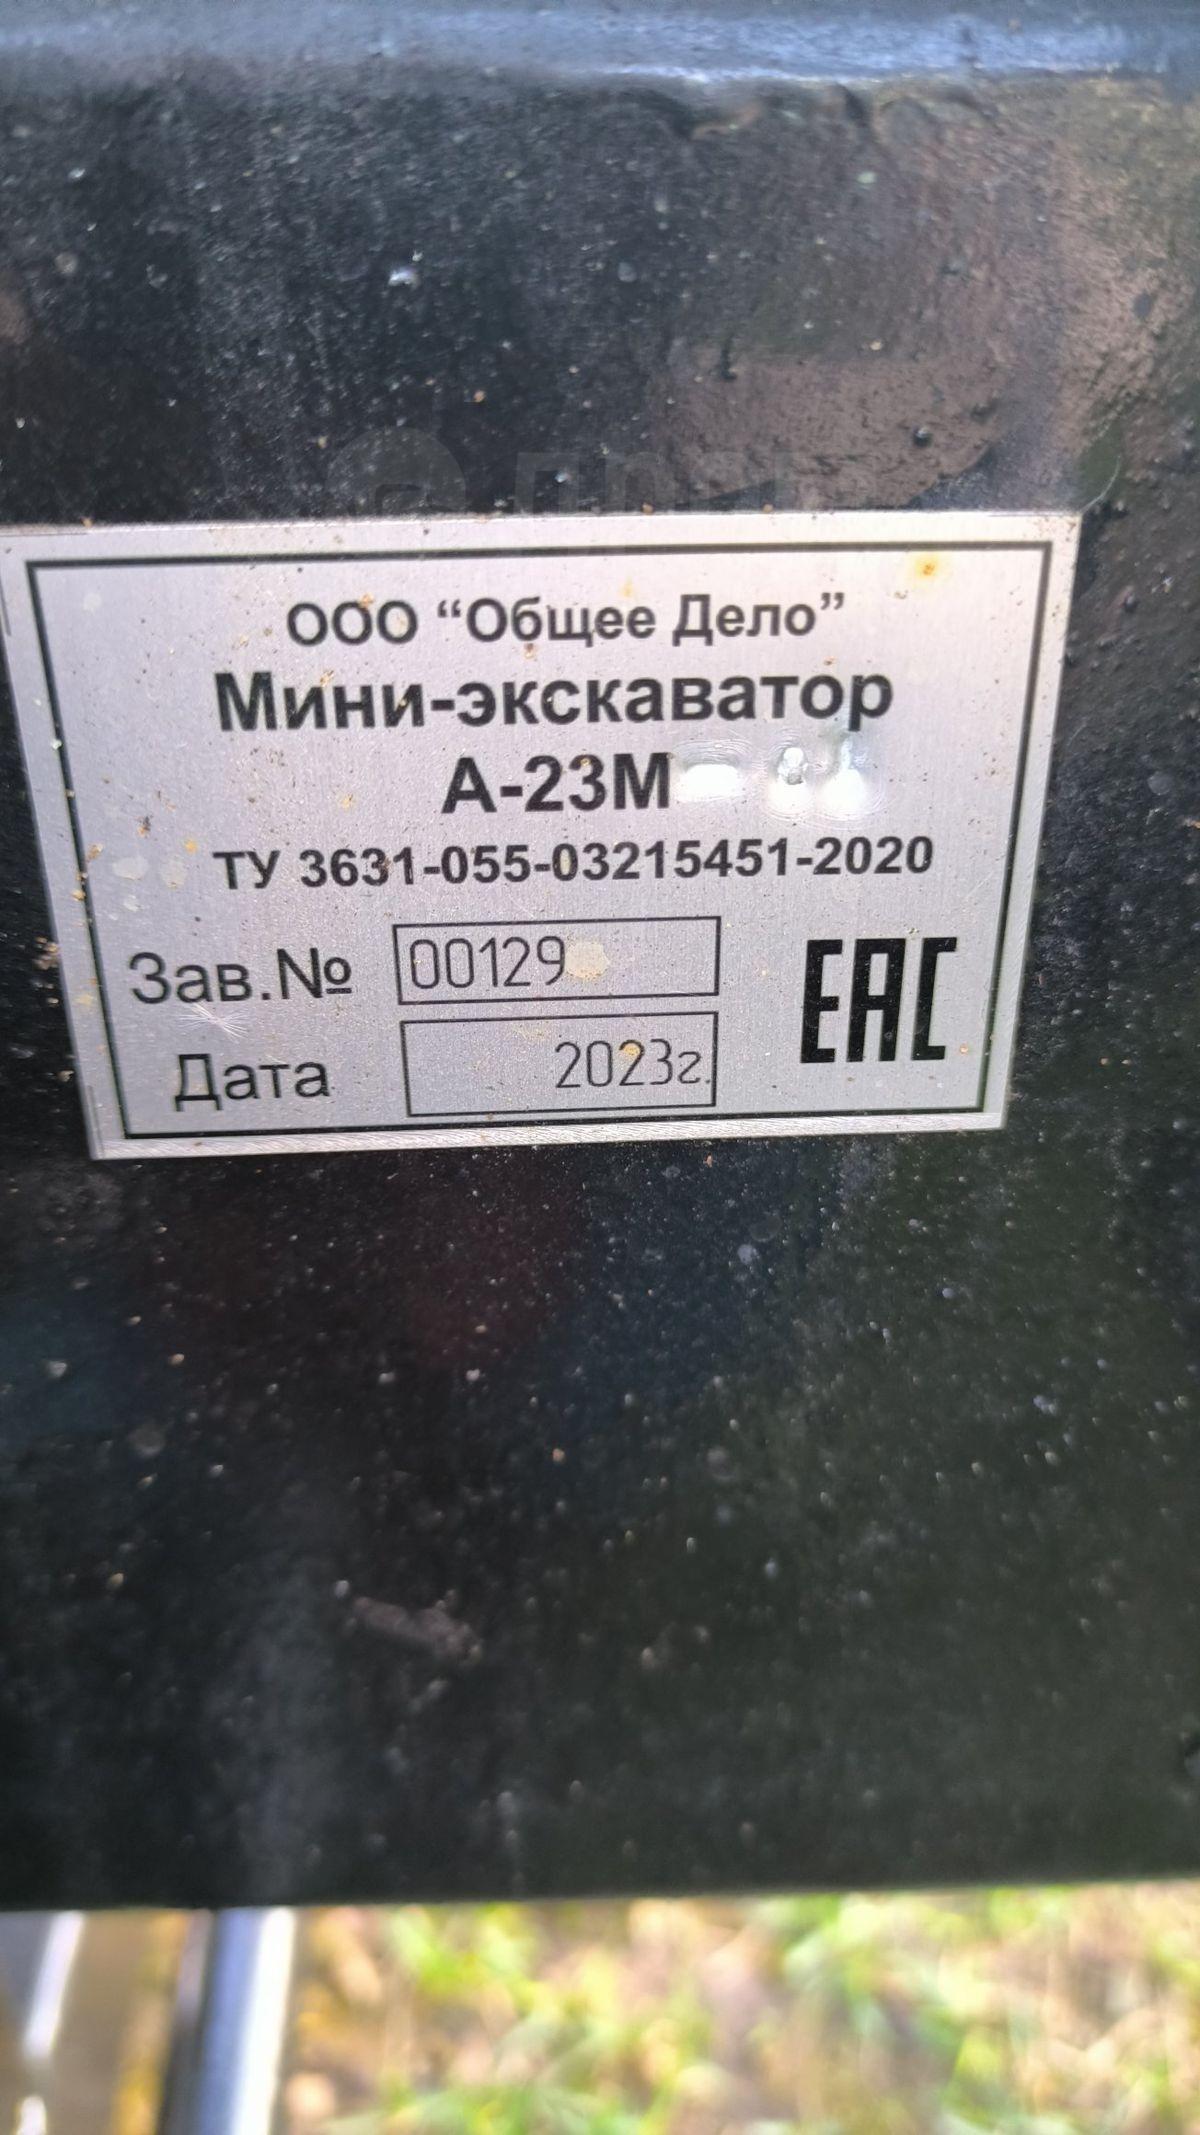 ООО “Общее Дело”
Мини-экскаватор
А-23М
ТУ 3631-055-03215451-2020
Зав.№ 00129
Дата 2023г.
ЕАС